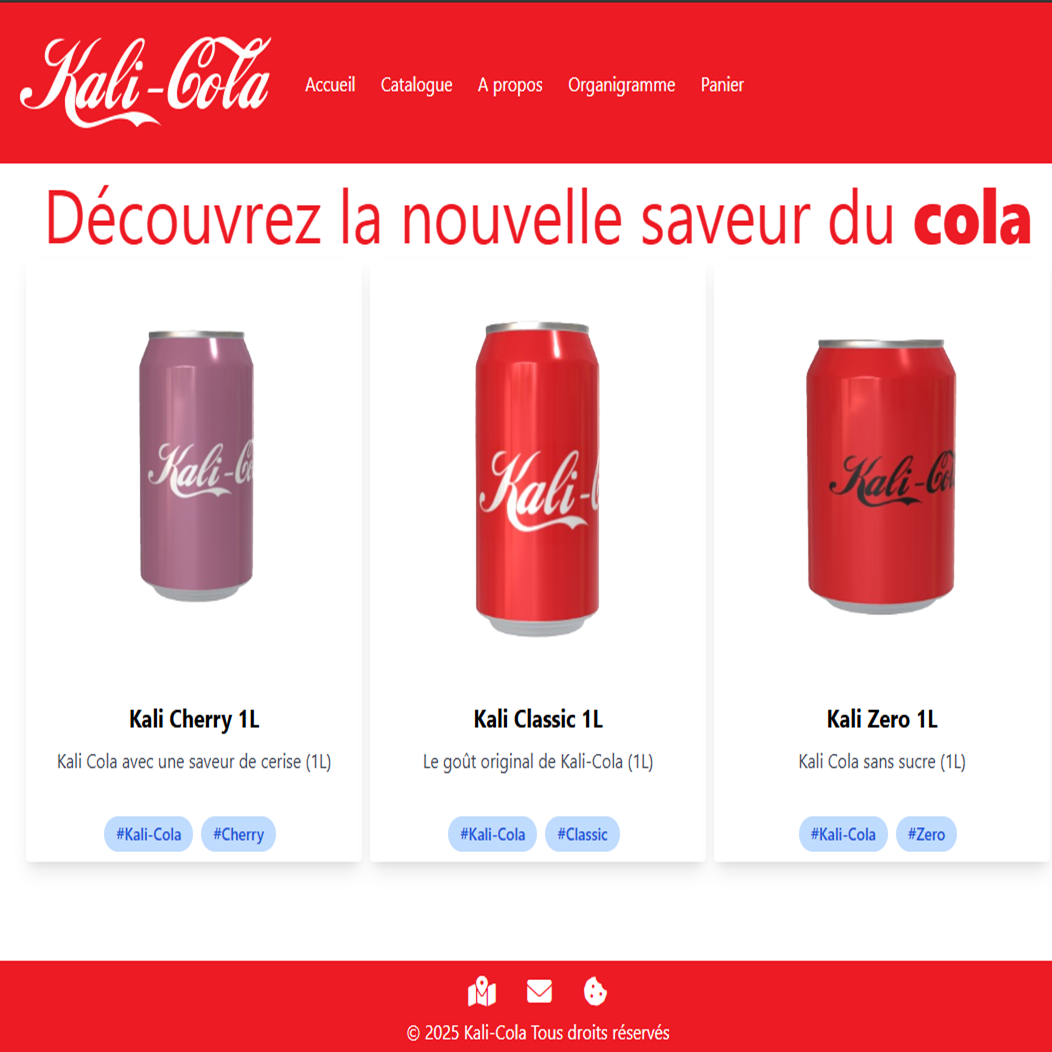 Kali-Cola
Accueil Catalogue A propos Organigramme Panier
Découvrez la nouvelle saveur du cola
Kali-Co
Kali-C
Kali-Col
Kali Cherry 1L
Kali Cola avec une saveur de cerise (1L)
#Kali-Cola #Cherry
Kali Classic 1L
Le goût original de Kali-Cola (1L)
#Kali-Cola #Classic
Kali Zero 1L
Kali Cola sans sucre (1L)
#Kali-Cola #Zero
© 2025 Kali-Cola Tous droits réservés